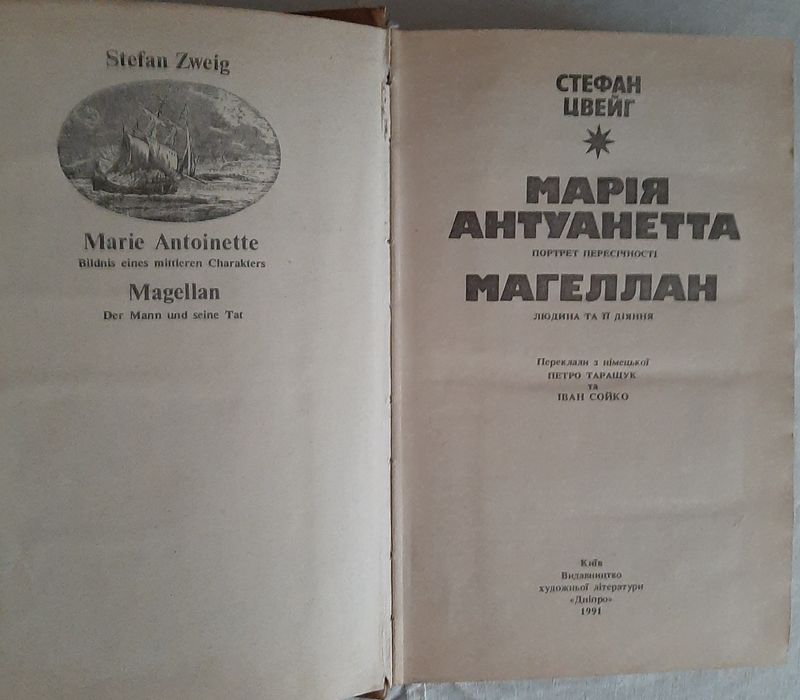 Stefan Zweig
Marie Antoinette
Bildnis eines mittleren Charakters
Magellan
Der Mann und seine Tat
СТЕФАН
ЦВЕЙГ
МАРІЯ
АНТУАНЕТТА
ПОРТРЕТ ПЕРЕСІЧНОСТІ
МАГЕЛЛАН
ЛЮДИНА ТА ЇЇ ДІЯННЯ
Переклали з німецької
ПЕТРО ТАРАЩУК
та
ІВАН СОЙКО
Київ
Видавництво
художньої літератури
«Дніпро»
1991